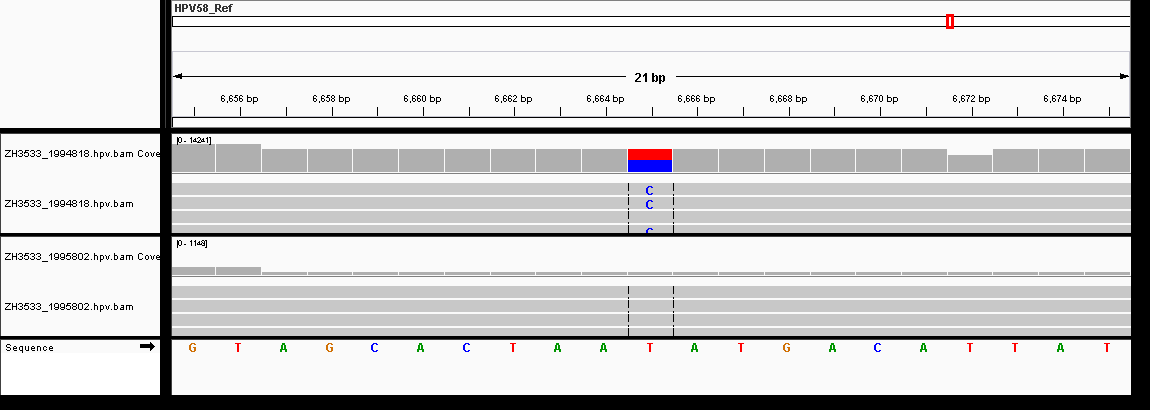 HPV58_Ref
21 bp
6,656 bp 6,658 bp 6,660 bp 6,662 bp 6,664 bp 6,666 bp 6,668 bp 6,670 bp 6,672 bp 6,674 bp
[0 - 14241]
ZH3533_1994818.hpv.bam Cove
C
ZH3533_1994818.hpv.bam C
C
[0 - 1148]
ZH3533_1995802.hpv.bam Cove
ZH3533_1995802.hpv.bam
Sequence G T A G C A C T A A T A T G A C A T T A T